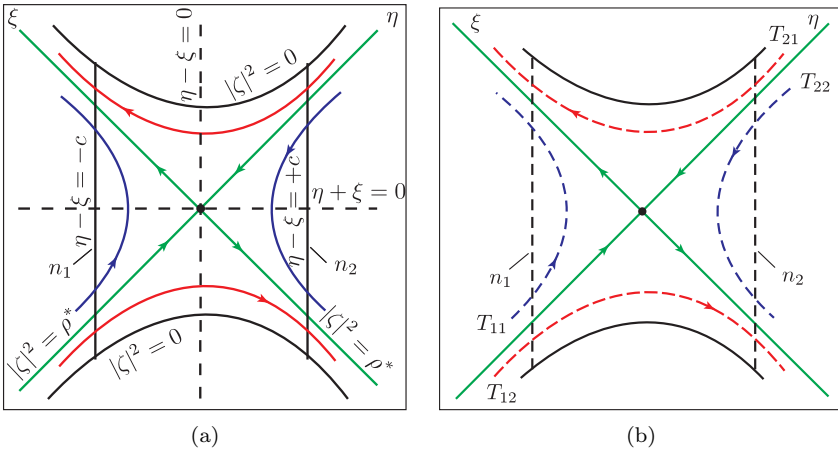 ξ
η
η − ξ = 0
|ζ|² = 0
η − ξ = −c
η − ξ = +c
η + ξ = 0
n₁
n₂
|ζ|² = ρ*
|ζ|² = 0
|ζ|² = ρ*
(a)
ξ
η
T₂₁
T₂₂
n₁
n₂
T₁₁
T₁₂
(b)